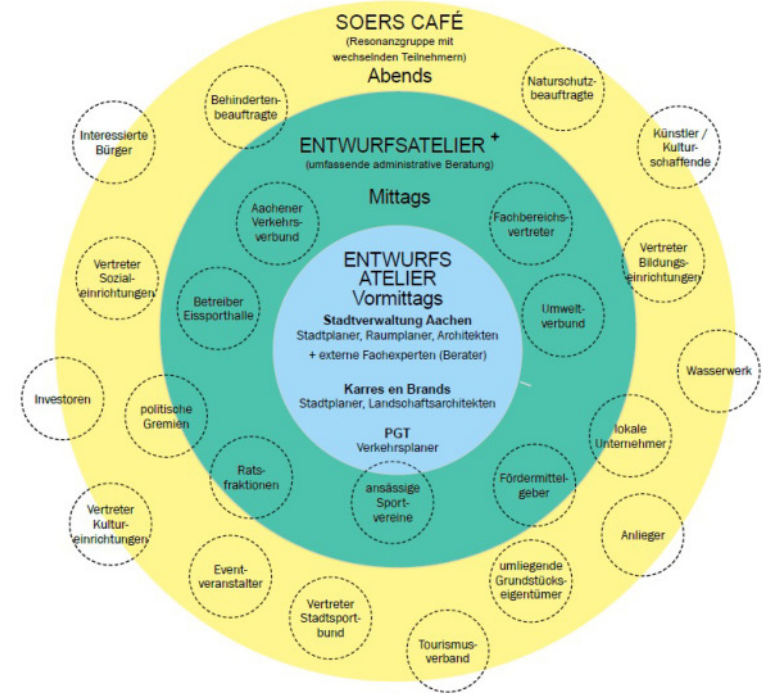 SOERS CAFÉ
(Resonanzgruppe mit
wechselnden Teilnehmern)
Abends
Naturschutz-
beauftragte
Behinderten-
beauftragte
Interessierte
Bürger
Künstler /
Kultur-
schaffende
ENTWURFSATELIER +
(umfassende administrative Beratung)
Mittags
Aachener
Verkehrs-
verbund
Fachbereichs-
vertreter
Vertreter
Sozial-
einrichtungen
Vertreter
Bildungs-
einrichtungen
Betreiber
Eissporthalle
Umwelt-
verbund
ENTWURFS
ATELIER
Vormittags
Stadtverwaltung Aachen
Stadtplaner, Raumplaner, Architekten
+ externe Fachexperten (Berater)
Karres en Brands
Stadtplaner, Landschaftsarchitekten
PGT
Verkehrsplaner
Wasserwerk
Investoren
politische
Gremien
lokale
Unternehmer
Rats-
fraktionen
ansässige
Sport-
vereine
Fördermittel-
geber
Vertreter
Kultur-
einrichtungen
Anlieger
Event-
veranstalter
umliegende
Grundstücks-
eigentümer
Vertreter
Stadtsport-
bund
Tourismus-
verband